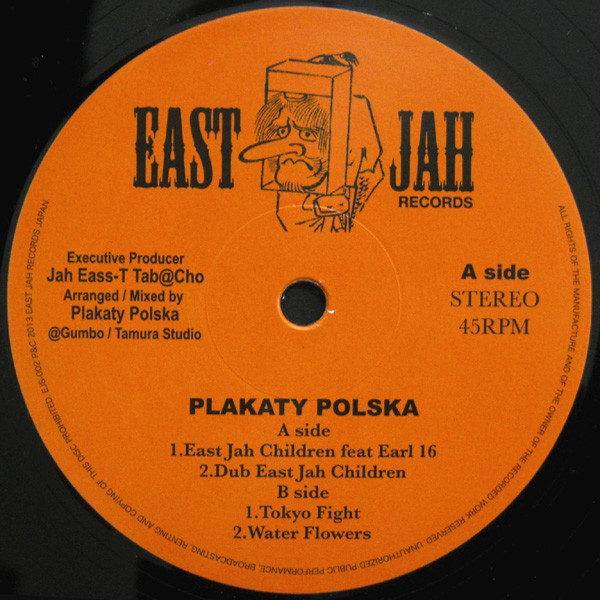 EAST JAH
RECORDS
Executive Producer
Jah Eass-T Tab@Cho
Arranged / Mixed by
Plakaty Polska
@Gumbo / Tamura Studio
A side
STEREO
45RPM
PLAKATY POLSKA
A side
1.East Jah Children feat Earl 16
2.Dub East Jah Children
B side
1.Tokyo Fight
2.Water Flowers
ALL RIGHTS OF THE MANUFACTURE AND OF THE OWNER OF THE RECORDED WORK RESERVED. UNAUTHORIZED PUBLIC PERFORMANCE, BROADCASTING, RENTING AND COPYING OF THIS DISC PROHIBITED. EJS-002 P&C 2013 EAST JAH RECORDS JAPAN.